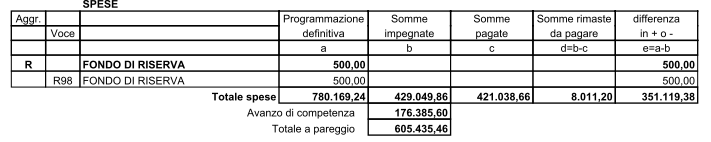 SPESE
Aggr. Programmazione Somme Somme Somme rimaste differenza
Voce definitiva impegnate pagate da pagare in + o -
a b c d=b-c e=a-b
R FONDO DI RISERVA 500,00 500,00
R98 FONDO DI RISERVA 500,00 500,00
Totale spese 780.169,24 429.049,86 421.038,66 8.011,20 351.119,38
Avanzo di competenza 176.385,60
Totale a pareggio 605.435,46